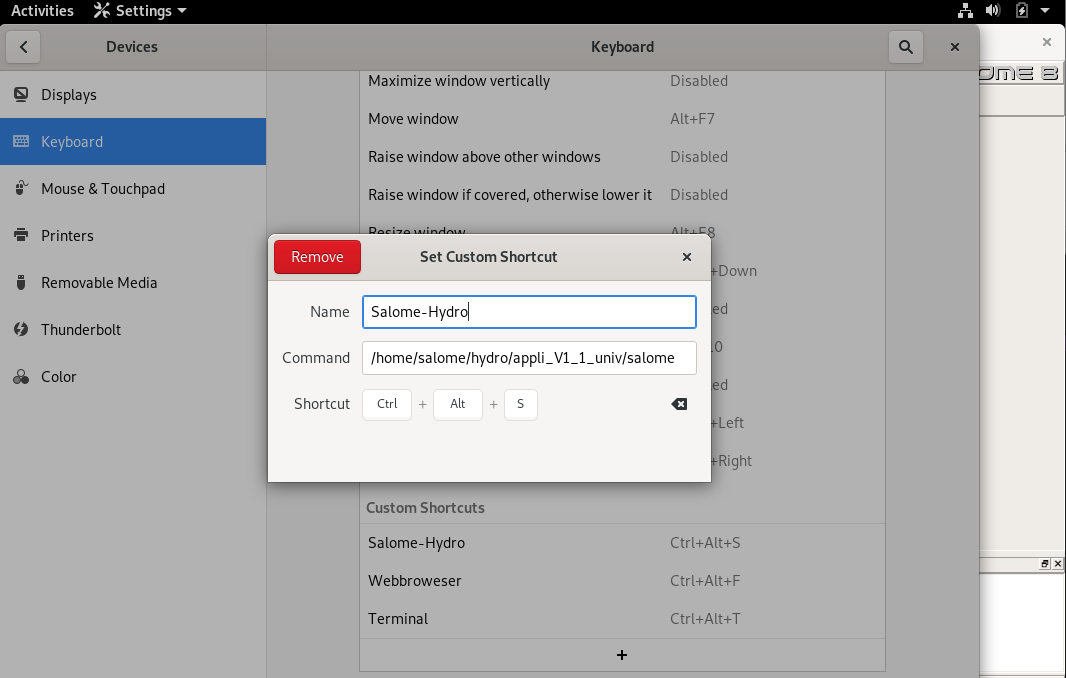 Activities Settings
Devices Keyboard
OME 8
Displays
Keyboard
Mouse & Touchpad
Printers
Removable Media
Thunderbolt
Color
Maximize window vertically Disabled
Move window Alt+F7
Raise window above other windows Disabled
Raise window if covered, otherwise lower it Disabled
Resize window Alt+F8
+Down
ed
0
ed
+Left
+Right
Remove Set Custom Shortcut
Name Salome-Hydro
Command /home/salome/hydro/appli_V1_1_univ/salome
Shortcut Ctrl + Alt + S
Custom Shortcuts
Salome-Hydro Ctrl+Alt+S
Webbroweser Ctrl+Alt+F
Terminal Ctrl+Alt+T
+